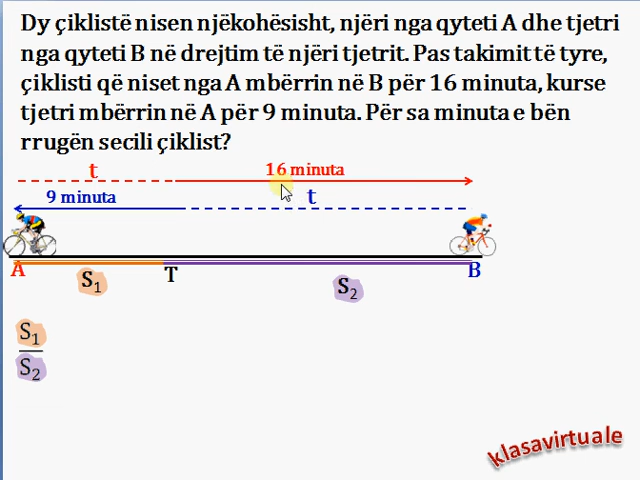 Dy çiklistë nisen njëkohësisht, njëri nga qyteti A dhe tjetri
nga qyteti B në drejtim të njëri tjetrit. Pas takimit të tyre,
çiklisti që niset nga A mbërrin në B për 16 minuta, kurse
tjetri mbërrin në A për 9 minuta. Për sa minuta e bën
rrugën secili çiklist?
t 16 minuta
9 minuta t
A S₁ T S₂ B
S₁
S₂
klasavirtuale